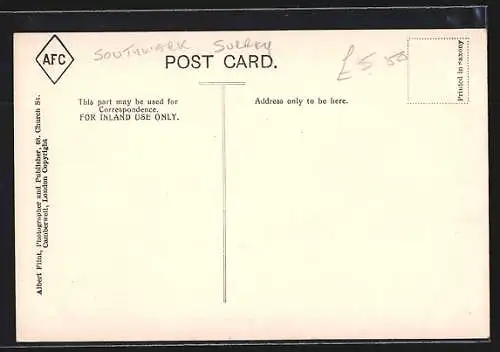 AFC
SOUTHWARK SURREY
£5.50
POST CARD.
Printed in Saxony
This part may be used for
Correspondence.
FOR INLAND USE ONLY.
Address only to be here.
Albert Flint, Photographer and Publisher, 68, Church St.
Camberwell, London Copyright